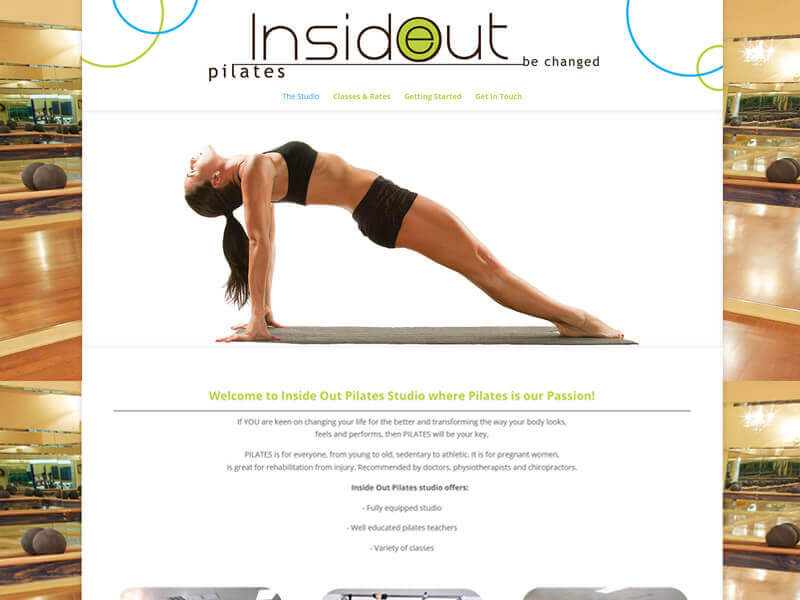 InsideOut
pilates
be changed
The Studio Classes & Rates Getting Started Get In Touch
Welcome to Inside Out Pilates Studio where Pilates is our Passion!
If YOU are keen on changing your life for the better and transforming the way your body looks,
feels and performs, then PILATES will be your key.
PILATES is for everyone, from young to old, sedentary to athletic. It is for pregnant women,
is great for rehabilitation from injury. Recommended by doctors, physiotherapists and chiropractors.
Inside Out Pilates studio offers:
- Fully equipped studio
- Well educated pilates teachers
- Variety of classes